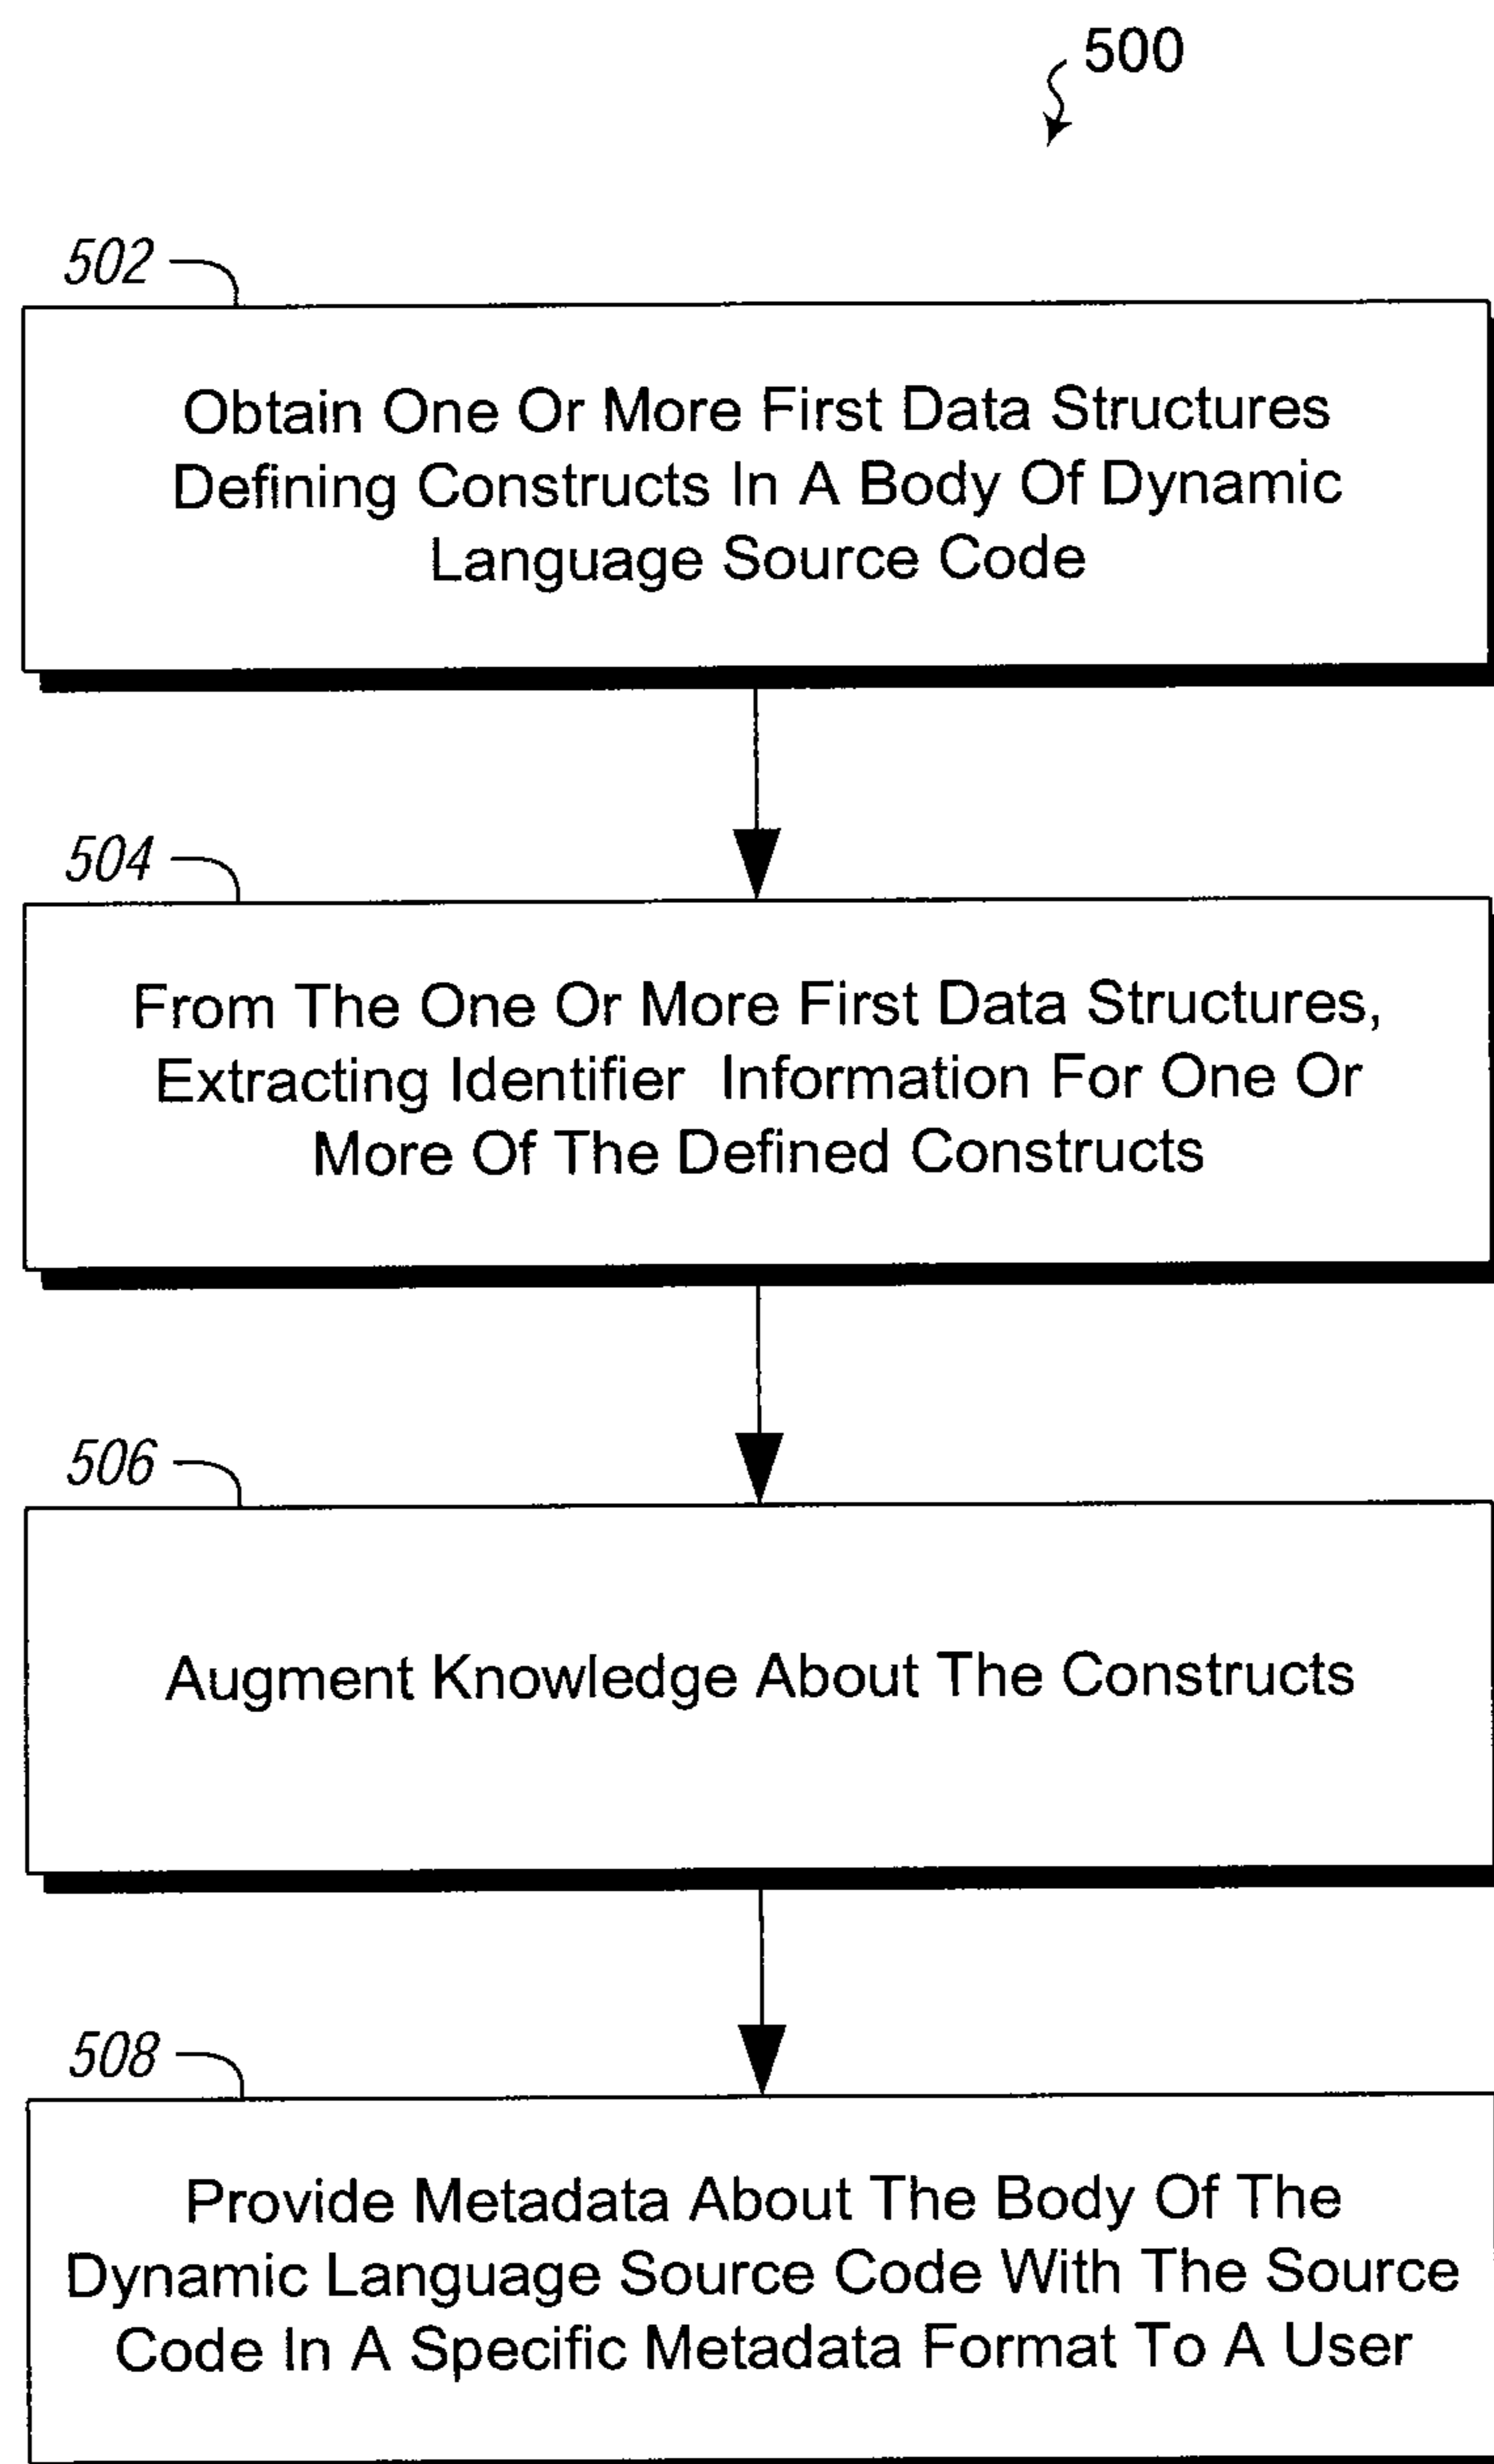 500
502
Obtain One Or More First Data Structures
Defining Constructs In A Body Of Dynamic
Language Source Code
504
From The One Or More First Data Structures,
Extracting Identifier Information For One Or
More Of The Defined Constructs
506
Augment Knowledge About The Constructs
508
Provide Metadata About The Body Of The
Dynamic Language Source Code With The Source
Code In A Specific Metadata Format To A User